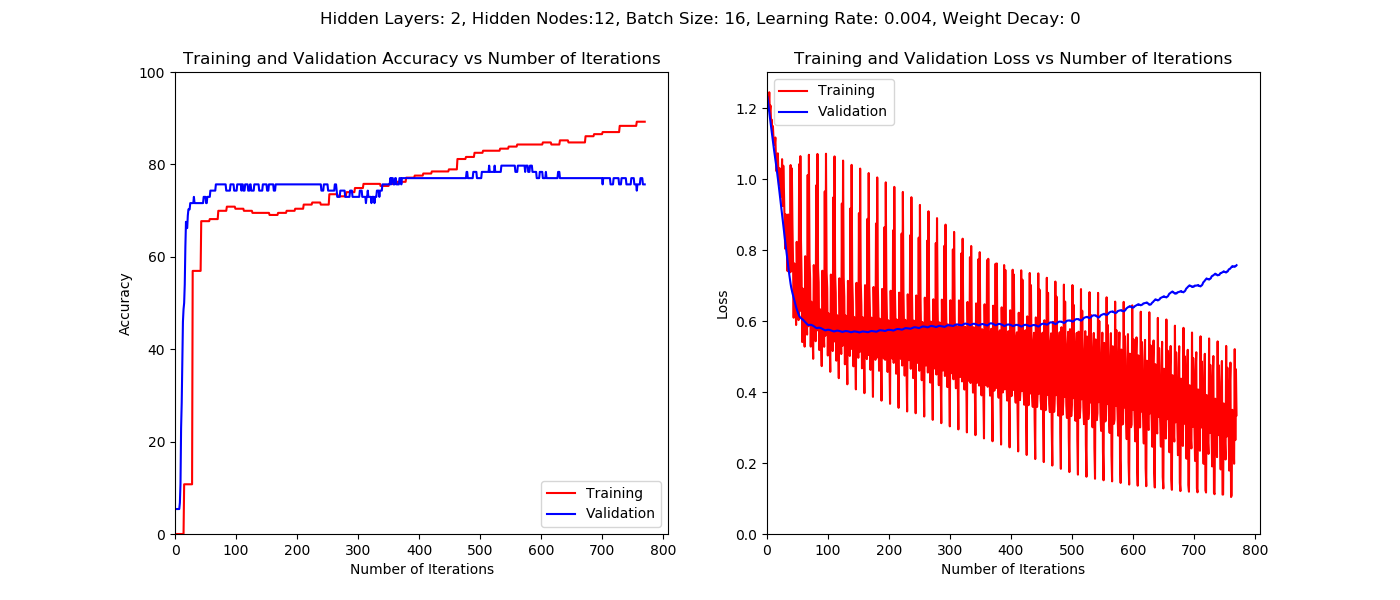 Hidden Layers: 2, Hidden Nodes:12, Batch Size: 16, Learning Rate: 0.004, Weight Decay: 0
Training and Validation Accuracy vs Number of Iterations
100
80
60
40
20
0
Accuracy
0 100 200 300 400 500 600 700 800
Number of Iterations
Training
Validation
Training and Validation Loss vs Number of Iterations
Training
Validation
1.2
1.0
0.8
0.6
0.4
0.2
0.0
Loss
0 100 200 300 400 500 600 700 800
Number of Iterations